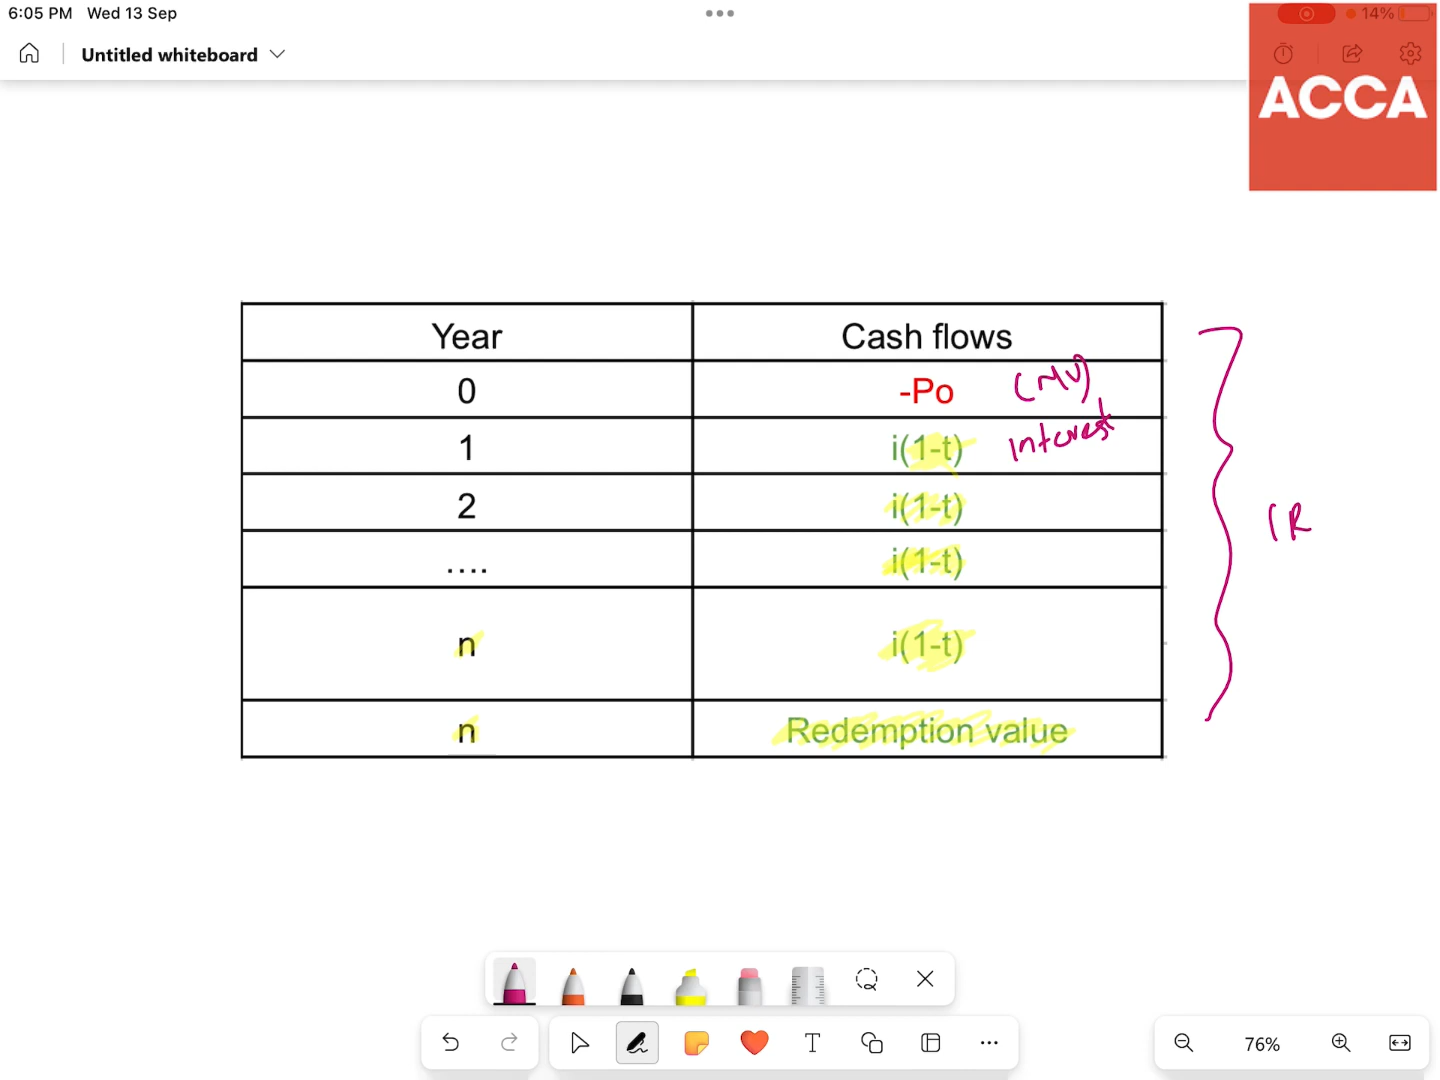 6:05 PM Wed 13 Sep
14%
Untitled whiteboard
ACCA
Year Cash flows
0 -Po (MV)
1 i(1-t) Interest
2 i(1-t)
.... i(1-t)
IR
n i(1-t)
n Redemption value
T
76%